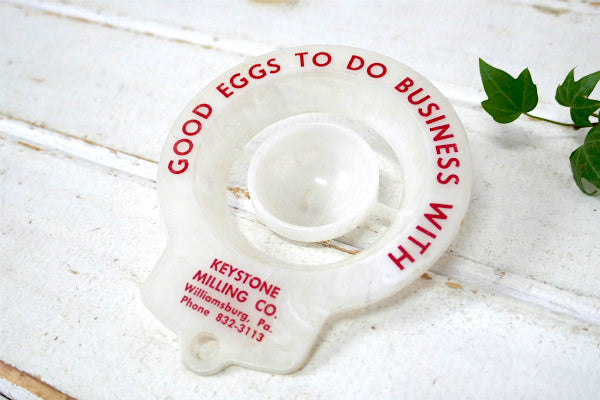 GOOD EGGS TO DO BUSINESS WITH
KEYSTONE
MILLING CO.
Williamsburg, Pa.
Phone 832-3113